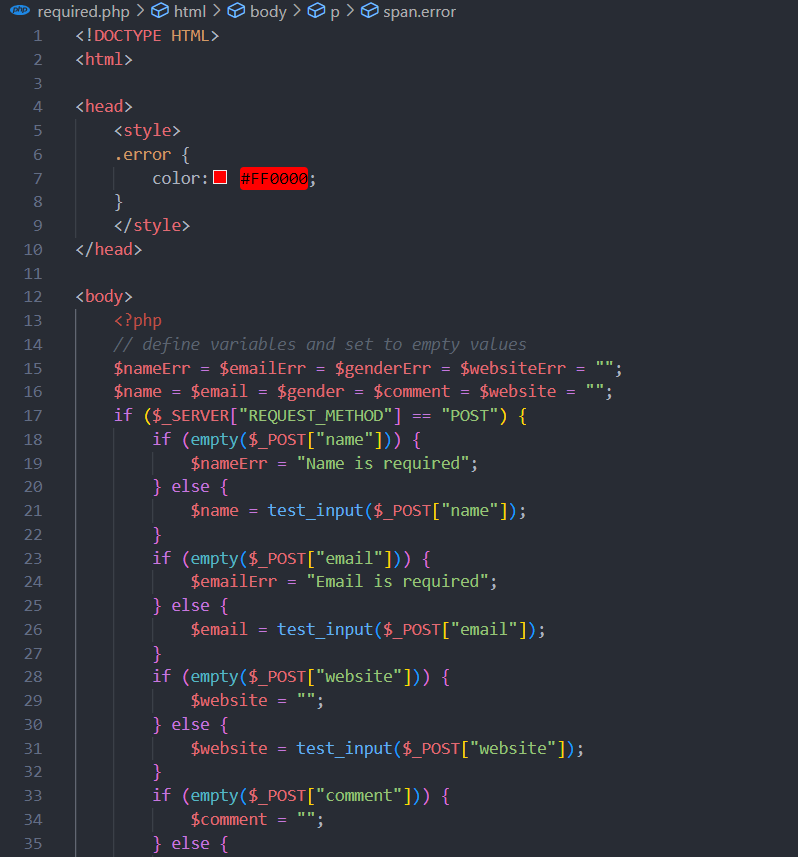 php required.php > html > body > p > span.error
1 <!DOCTYPE HTML>
2 <html>
3
4 <head>
5     <style>
6     .error {
7         color: #FF0000;
8     }
9     </style>
10 </head>
11
12 <body>
13     <?php
14     // define variables and set to empty values
15     $nameErr = $emailErr = $genderErr = $websiteErr = "";
16     $name = $email = $gender = $comment = $website = "";
17     if ($_SERVER["REQUEST_METHOD"] == "POST") {
18         if (empty($_POST["name"])) {
19             $nameErr = "Name is required";
20         } else {
21             $name = test_input($_POST["name"]);
22         }
23         if (empty($_POST["email"])) {
24             $emailErr = "Email is required";
25         } else {
26             $email = test_input($_POST["email"]);
27         }
28         if (empty($_POST["website"])) {
29             $website = "";
30         } else {
31             $website = test_input($_POST["website"]);
32         }
33         if (empty($_POST["comment"])) {
34             $comment = "";
35         } else {